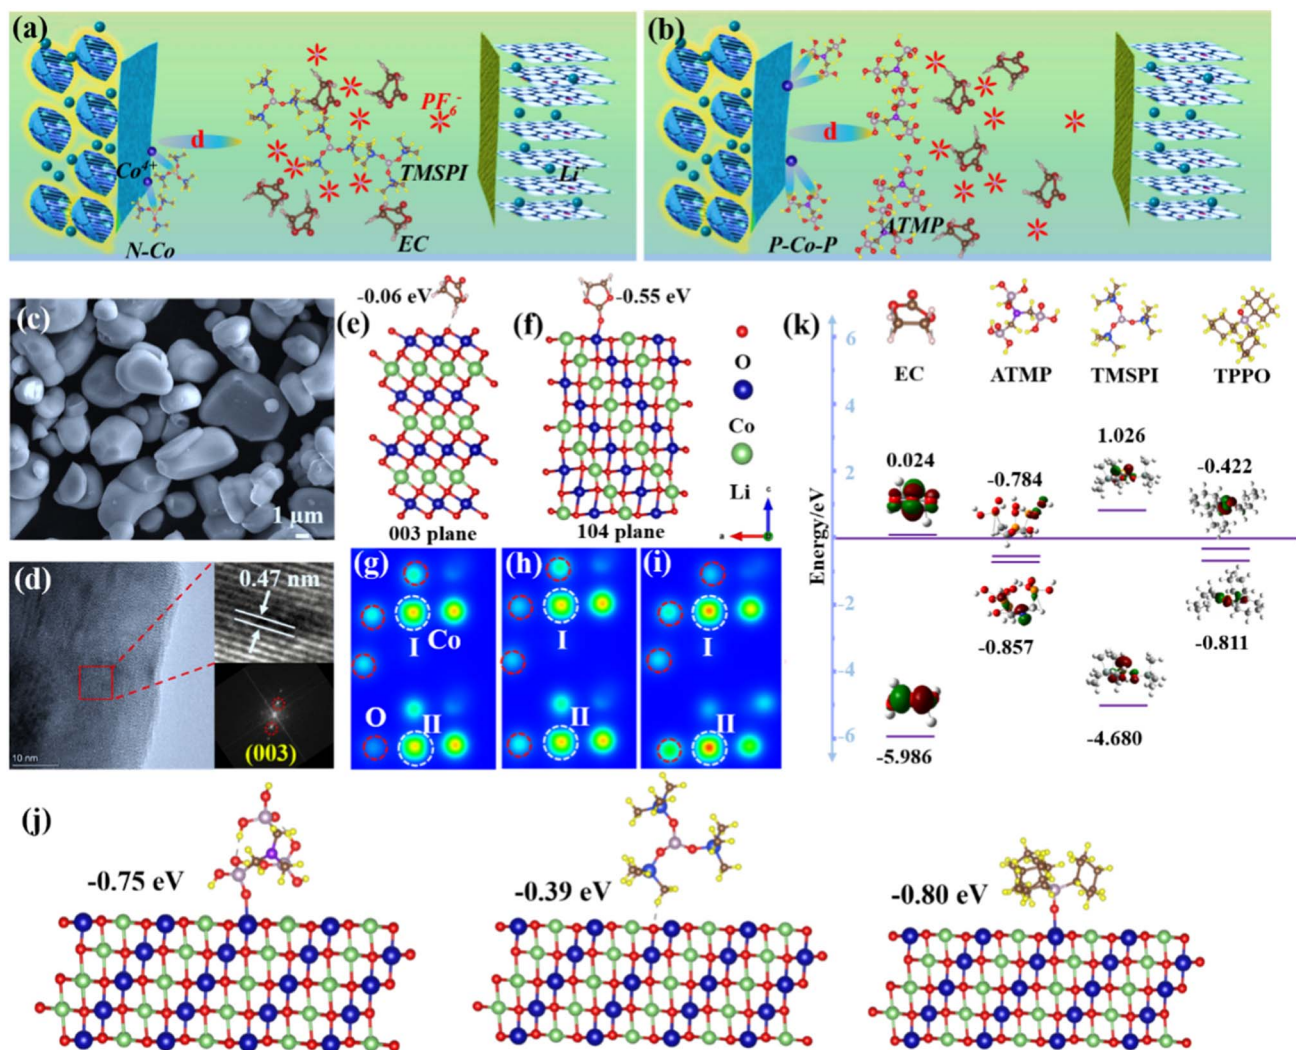 (a)
PF6-
d
Co4+
TMSPI
Li+
N-Co
EC
(b)
d
P-Co-P
ATMP
(c)
1 μm
(d)
0.47 nm
(003)
10 nm
-0.06 eV
(e)
003 plane
(f)
-0.55 eV
104 plane
O
Co
Li
c
a
(g)
I
Co
O
II
(h)
I
II
(i)
I
II
(k)
Energy/eV
6
4
2
0
-2
-4
-6
EC
ATMP
TMSPI
TPPO
0.024
-0.784
1.026
-0.422
-0.857
-0.811
-5.986
-4.680
(j)
-0.75 eV
-0.39 eV
-0.80 eV